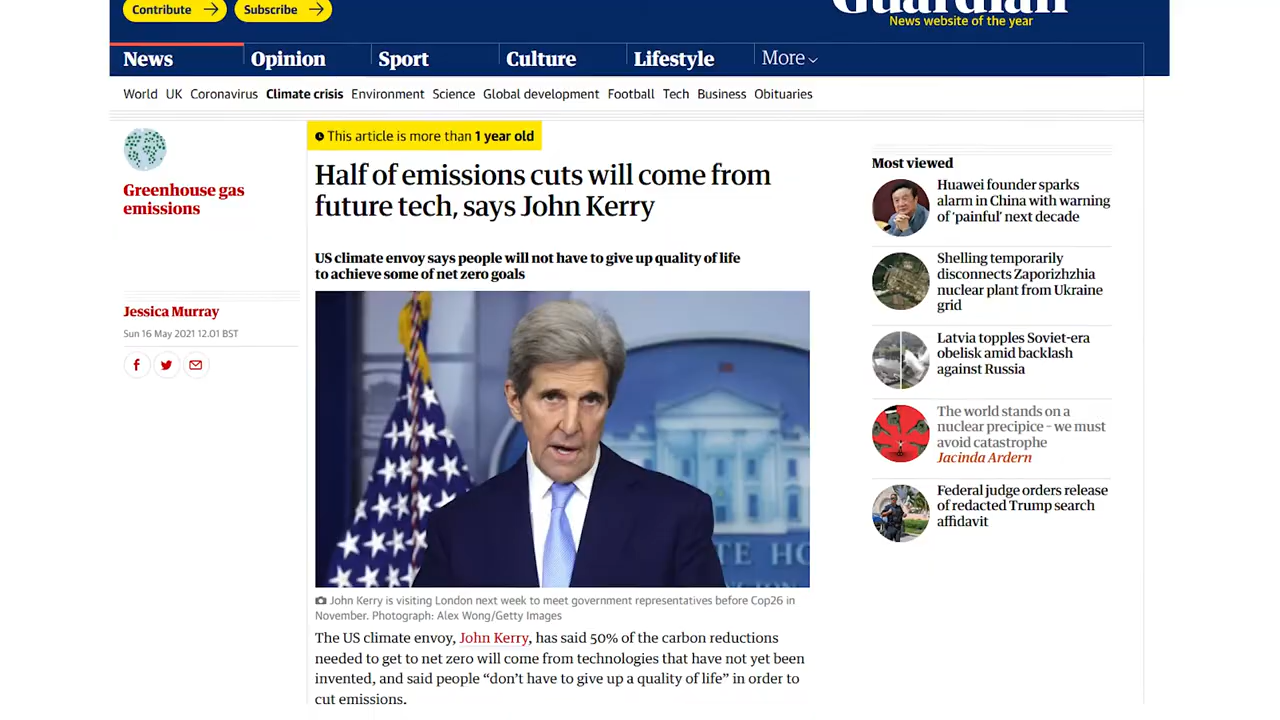 Contribute
Subscribe
Guardian
News website of the year
News
Opinion
Sport
Culture
Lifestyle
More
World
UK
Coronavirus
Climate crisis
Environment
Science
Global development
Football
Tech
Business
Obituaries
Greenhouse gas
emissions
Jessica Murray
Sun 16 May 2021 12.01 BST
This article is more than 1 year old
Half of emissions cuts will come from
future tech, says John Kerry
US climate envoy says people will not have to give up quality of life
to achieve some of net zero goals
TE HO
John Kerry is visiting London next week to meet government representatives before Cop26 in
November. Photograph: Alex Wong/Getty Images
The US climate envoy, John Kerry, has said 50% of the carbon reductions
needed to get to net zero will come from technologies that have not yet been
invented, and said people “don’t have to give up a quality of life” in order to
cut emissions.
Most viewed
Huawei founder sparks
alarm in China with warning
of ‘painful’ next decade
Shelling temporarily
disconnects Zaporizhzhia
nuclear plant from Ukraine
grid
Latvia topples Soviet-era
obelisk amid backlash
against Russia
The world stands on a
nuclear precipice – we must
avoid catastrophe
Jacinda Ardern
Federal judge orders release
of redacted Trump search
affidavit